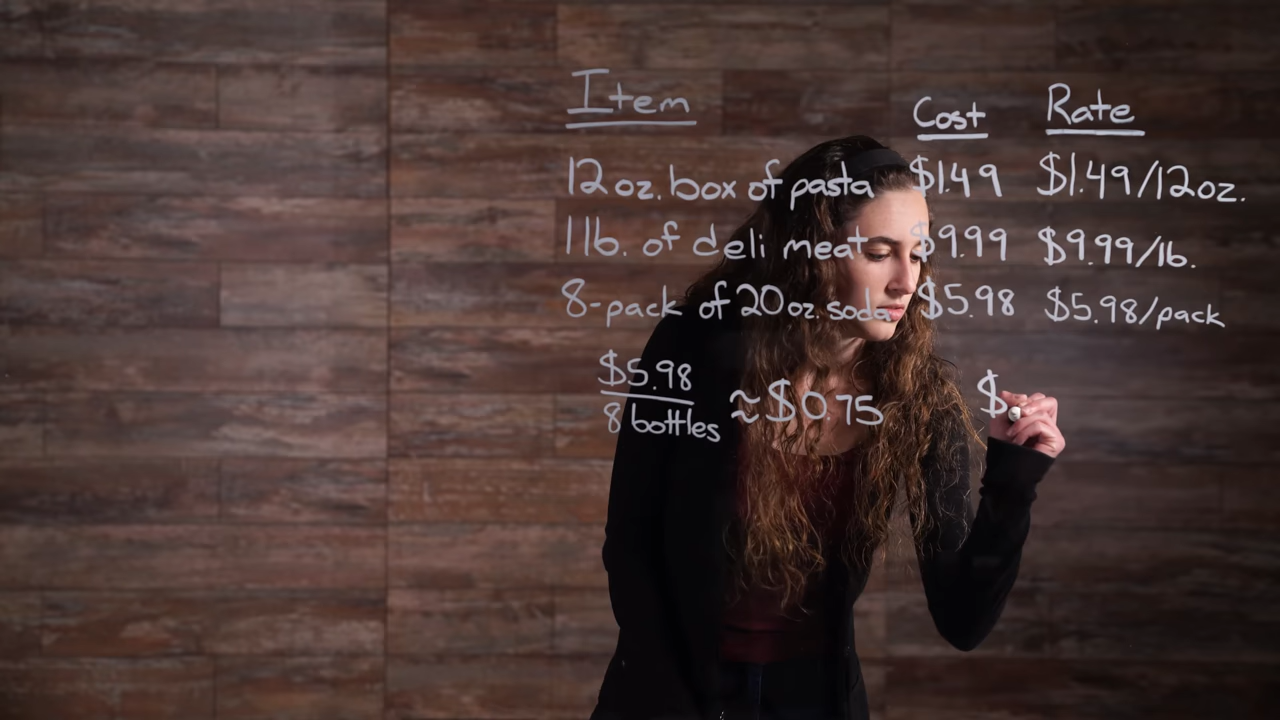 Item Cost Rate
12 oz. box of pasta $1.49 $1.49/12oz.
1 lb. of deli meat $9.99 $9.99/lb.
8-pack of 20 oz. soda $5.98 $5.98/pack
$5.98
8 bottles ≈ $0.75 $